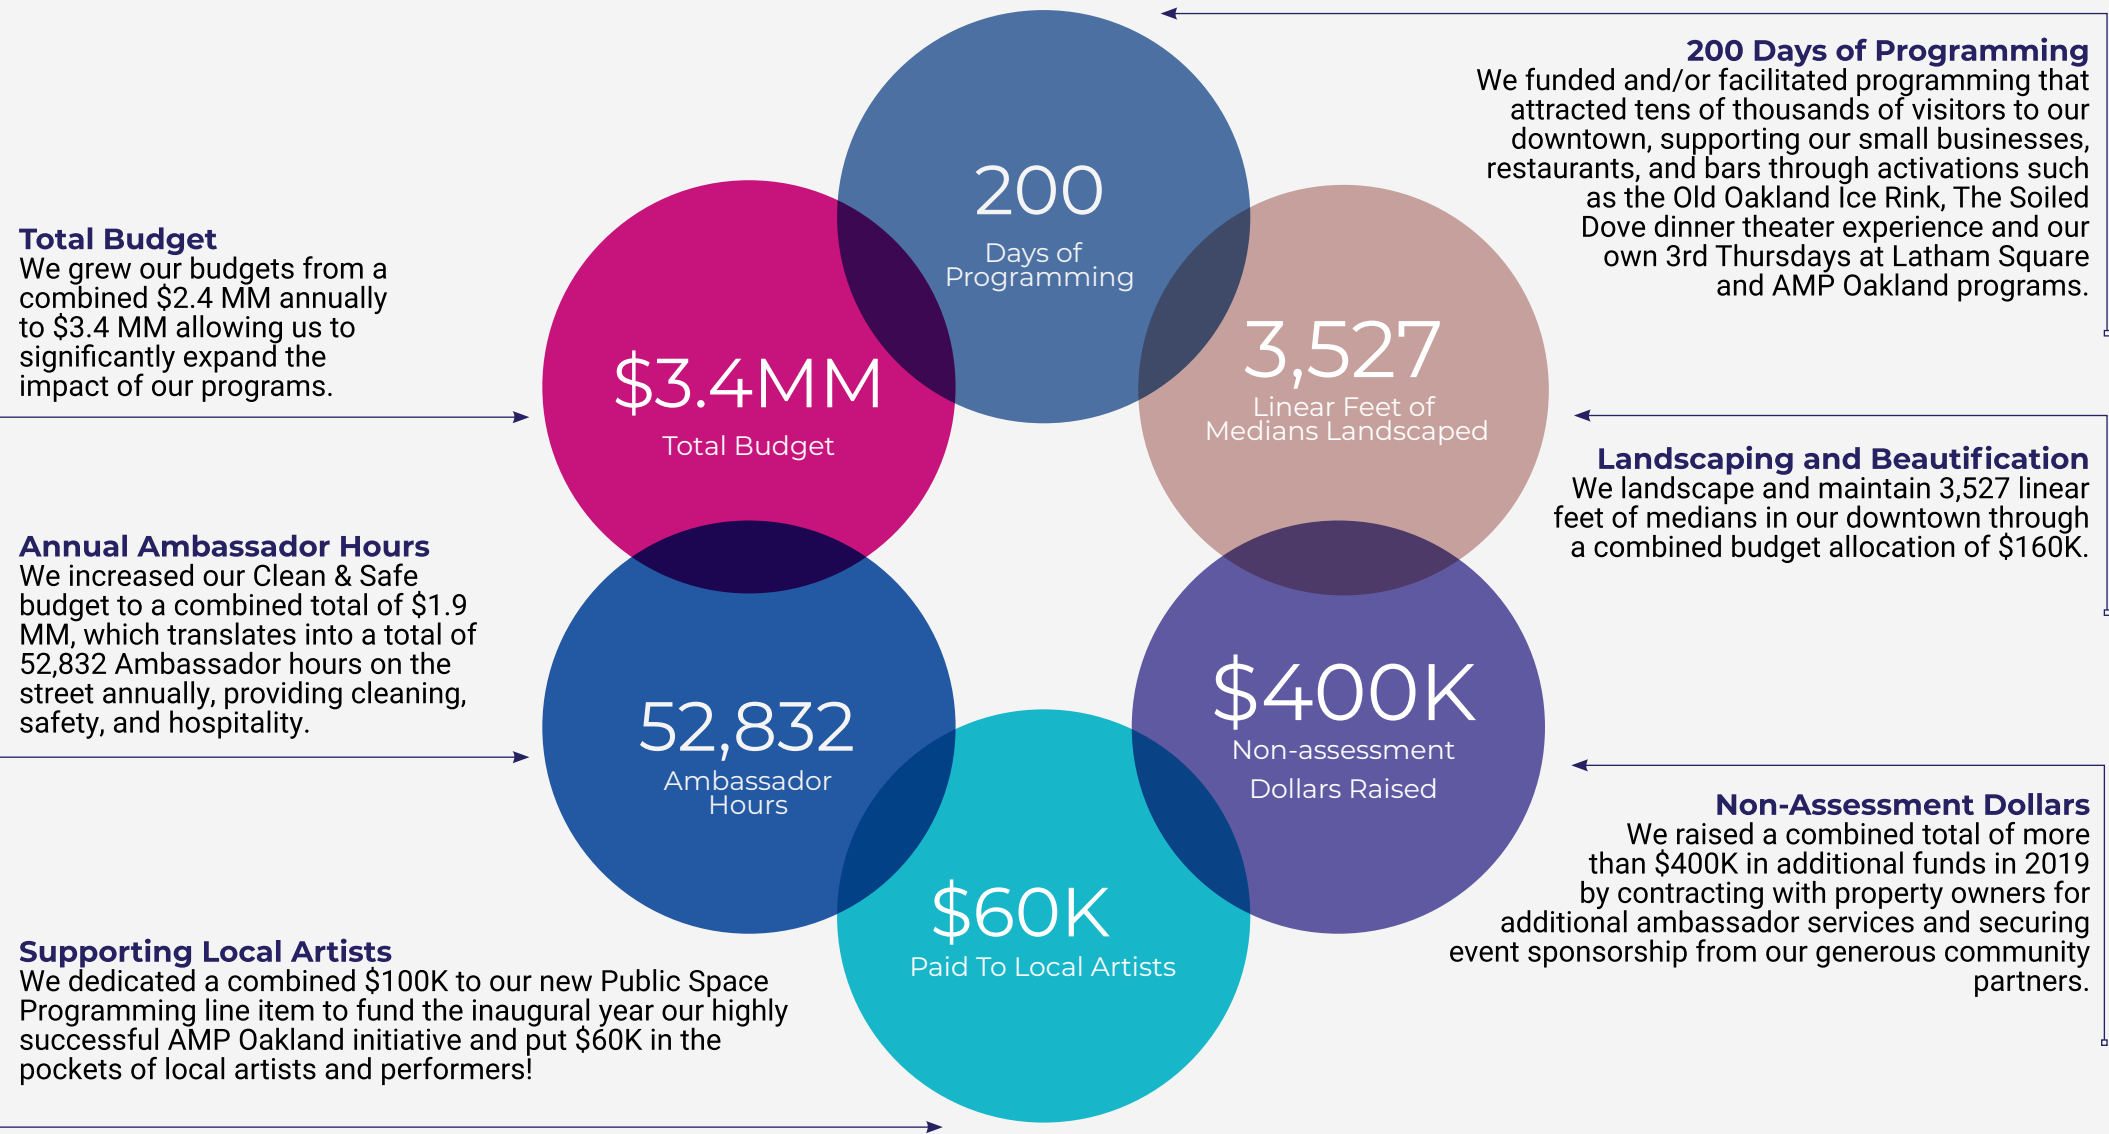 200 Days of Programming
We funded and/or facilitated programming that
attracted tens of thousands of visitors to our
downtown, supporting our small businesses,
restaurants, and bars through activations such
as the Old Oakland Ice Rink, The Soiled
Dove dinner theater experience and our
own 3rd Thursdays at Latham Square
and AMP Oakland programs.
200
Days of
Programming
Total Budget
We grew our budgets from a
combined $2.4 MM annually
to $3.4 MM allowing us to
significantly expand the
impact of our programs.
$3.4MM
Total Budget
3,527
Linear Feet of
Medians Landscaped
Landscaping and Beautification
We landscape and maintain 3,527 linear
feet of medians in our downtown through
a combined budget allocation of $160K.
Annual Ambassador Hours
We increased our Clean & Safe
budget to a combined total of $1.9
MM, which translates into a total of
52,832 Ambassador hours on the
street annually, providing cleaning,
safety, and hospitality.
52,832
Ambassador
Hours
$400K
Non-assessment
Dollars Raised
Non-Assessment Dollars
We raised a combined total of more
than $400K in additional funds in 2019
by contracting with property owners for
additional ambassador services and securing
event sponsorship from our generous community
partners.
$60K
Paid To Local Artists
Supporting Local Artists
We dedicated a combined $100K to our new Public Space
Programming line item to fund the inaugural year our highly
successful AMP Oakland initiative and put $60K in the
pockets of local artists and performers!